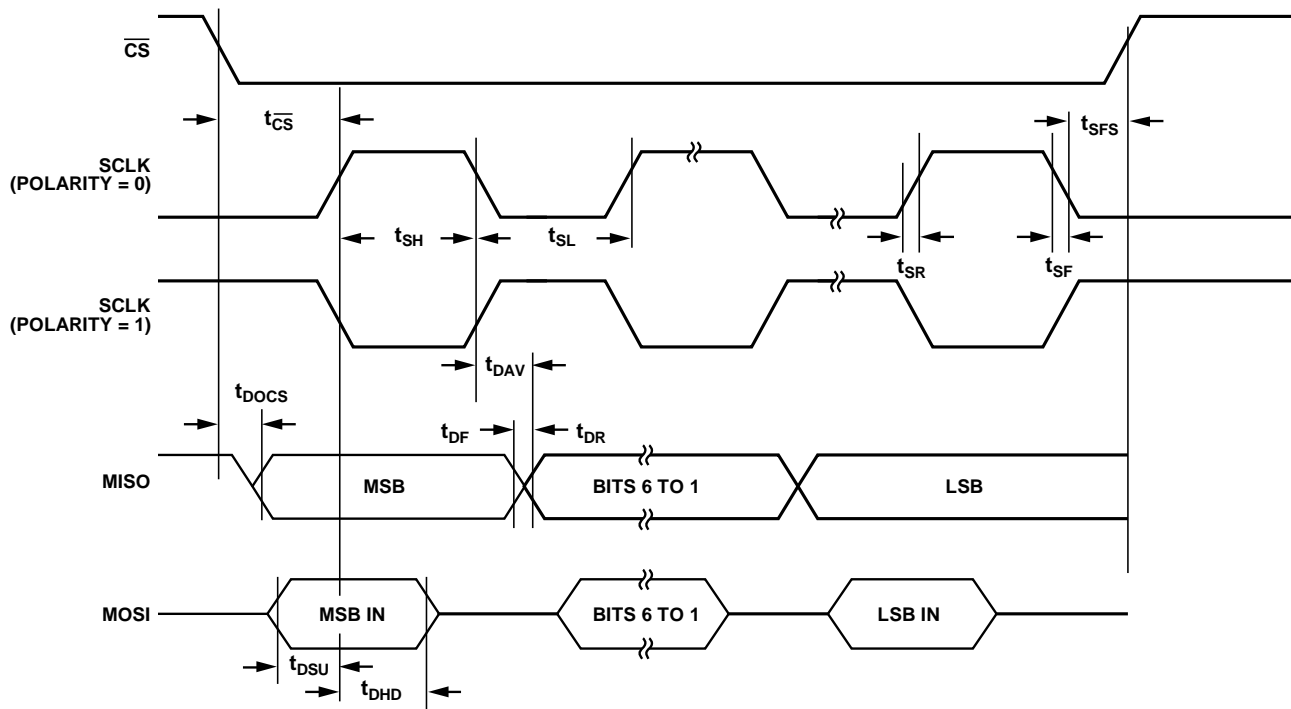 CS
tCS
tSFS
SCLK
(POLARITY = 0)
tSH
tSL
tSR
tSF
SCLK
(POLARITY = 1)
tDAV
tDOCS
tDF
tDR
MISO
MSB
BITS 6 TO 1
LSB
MOSI
MSB IN
BITS 6 TO 1
LSB IN
tDSU
tDHD